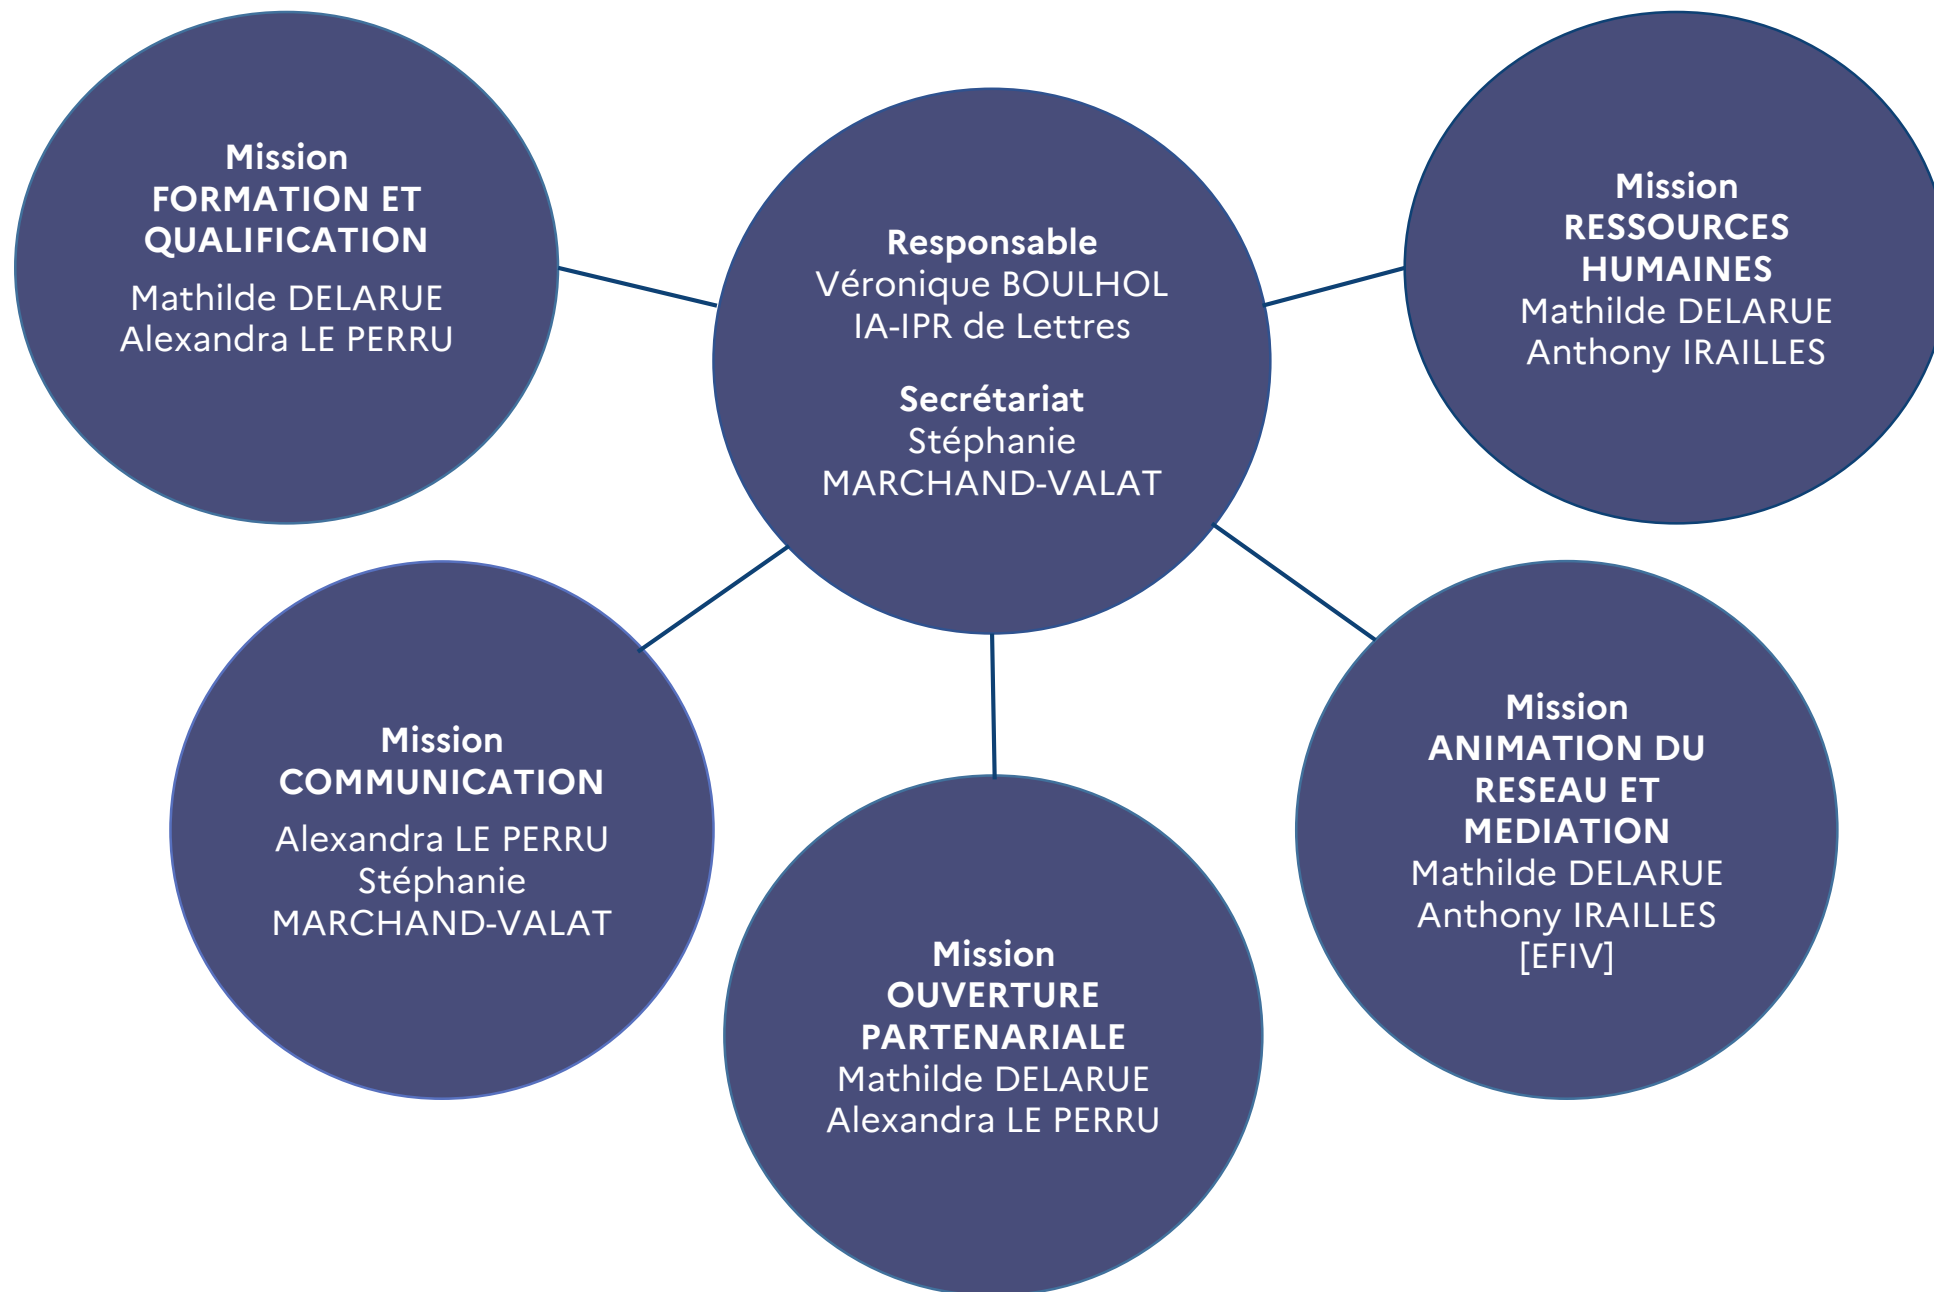 Mission
FORMATION ET
QUALIFICATION
Mathilde DELARUE
Alexandra LE PERRU
Responsable
Véronique BOULHOL
IA-IPR de Lettres
Secrétariat
Stéphanie
MARCHAND-VALAT
Mission
RESSOURCES
HUMAINES
Mathilde DELARUE
Anthony IRAILLES
Mission
COMMUNICATION
Alexandra LE PERRU
Stéphanie
MARCHAND-VALAT
Mission
OUVERTURE
PARTENARIALE
Mathilde DELARUE
Alexandra LE PERRU
Mission
ANIMATION DU
RESEAU ET
MEDIATION
Mathilde DELARUE
Anthony IRAILLES
[EFIV]